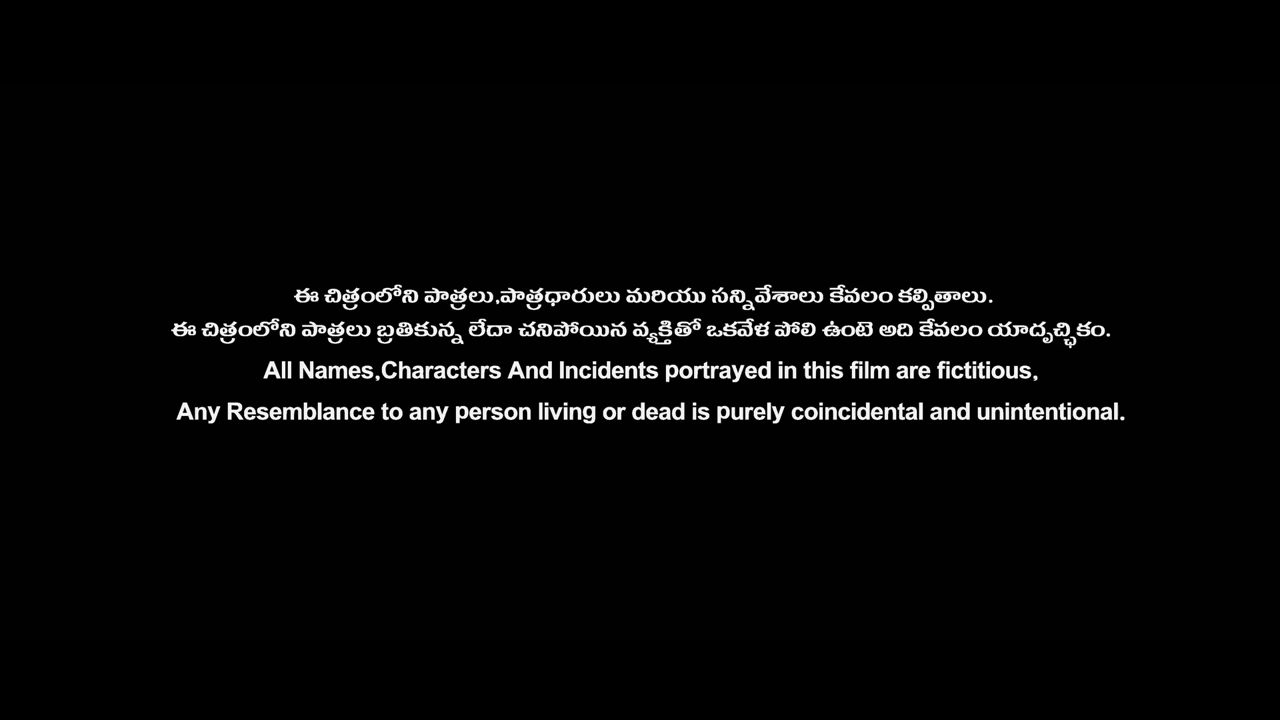 ఈ చిత్రంలోని పాత్రలు,పాత్రధారులు మరియు సన్నివేశాలు కేవలం కల్పితాలు.
ఈ చిత్రంలోని పాత్రలు బ్రతికున్న లేదా చనిపోయిన వ్యక్తితో ఒకవేళ పోలి ఉంటె అది కేవలం యాదృచ్ఛికం.
All Names,Characters And Incidents portrayed in this film are fictitious,
Any Resemblance to any person living or dead is purely coincidental and unintentional.